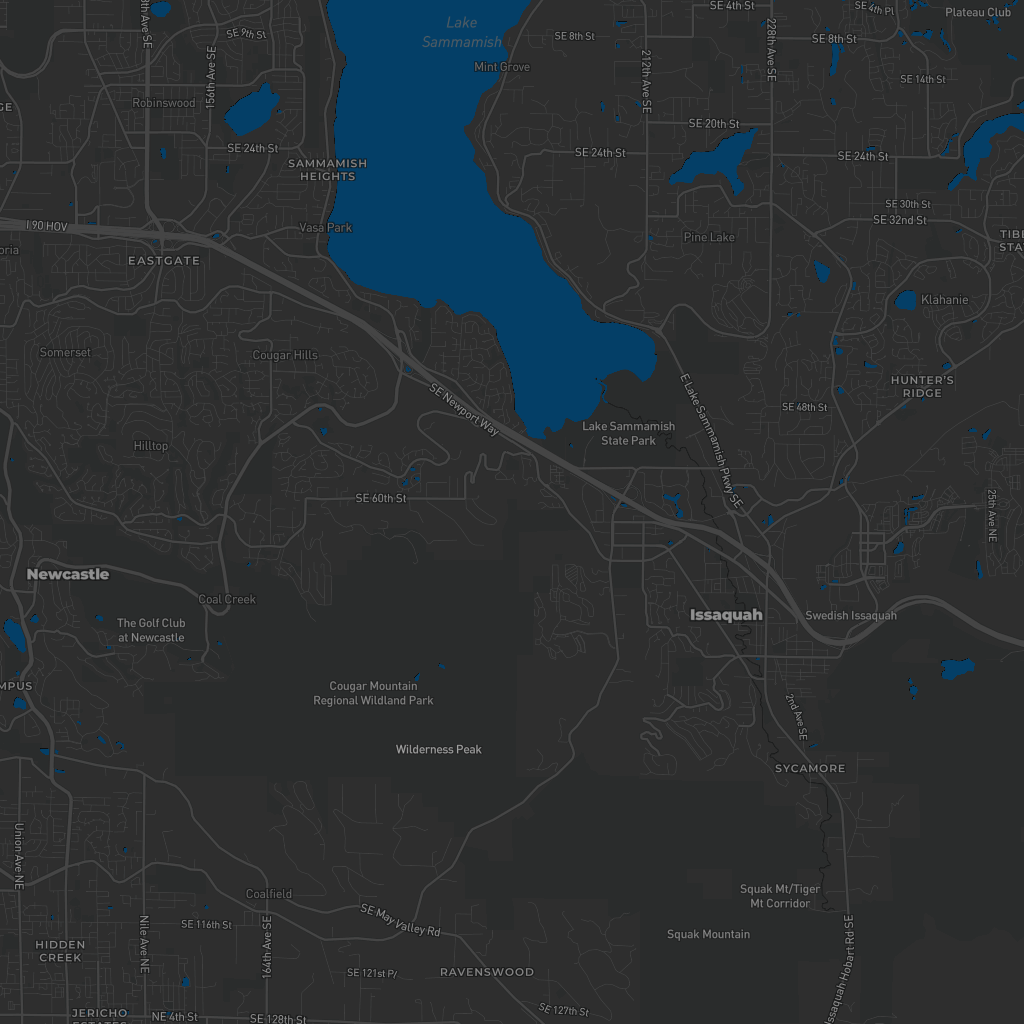 Lake
Sammamish
SE 4th St
SE 4th Pl
Plateau Club
SE 9th St
SE 8th St
SE 8th St
228th Ave SE
156th Ave SE
212th Ave SE
Mint Grove
SE 14th St
Robinswood
SE 20th St
SE 24th St
SE 24th St
SE 24th St
SAMMAMISH
HEIGHTS
SE 30th St
SE 32nd St
I 90 HOV
Vasa Park
Pine Lake
EASTGATE
Klahanie
Somerset
Cougar Hills
HUNTER'S
RIDGE
SE Newport Way
E Lake Sammamish Pkwy SE
SE 48th St
Lake Sammamish
State Park
Hilltop
SE 60th St
25th Ave NE
Newcastle
Coal Creek
Issaquah
Swedish Issaquah
The Golf Club
at Newcastle
Cougar Mountain
Regional Wildland Park
2nd Ave SE
Wilderness Peak
SYCAMORE
Union Ave NE
Coalfield
Squak Mt/Tiger
Mt Corridor
SE May Valley Rd
SE 116th St
Nile Ave NE
164th Ave SE
Squak Mountain
Issaquah Hobart Rd SE
HIDDEN
CREEK
SE 121st Pl
RAVENSWOOD
JERICHO
NE 4th St
SE 128th St
SE 127th St